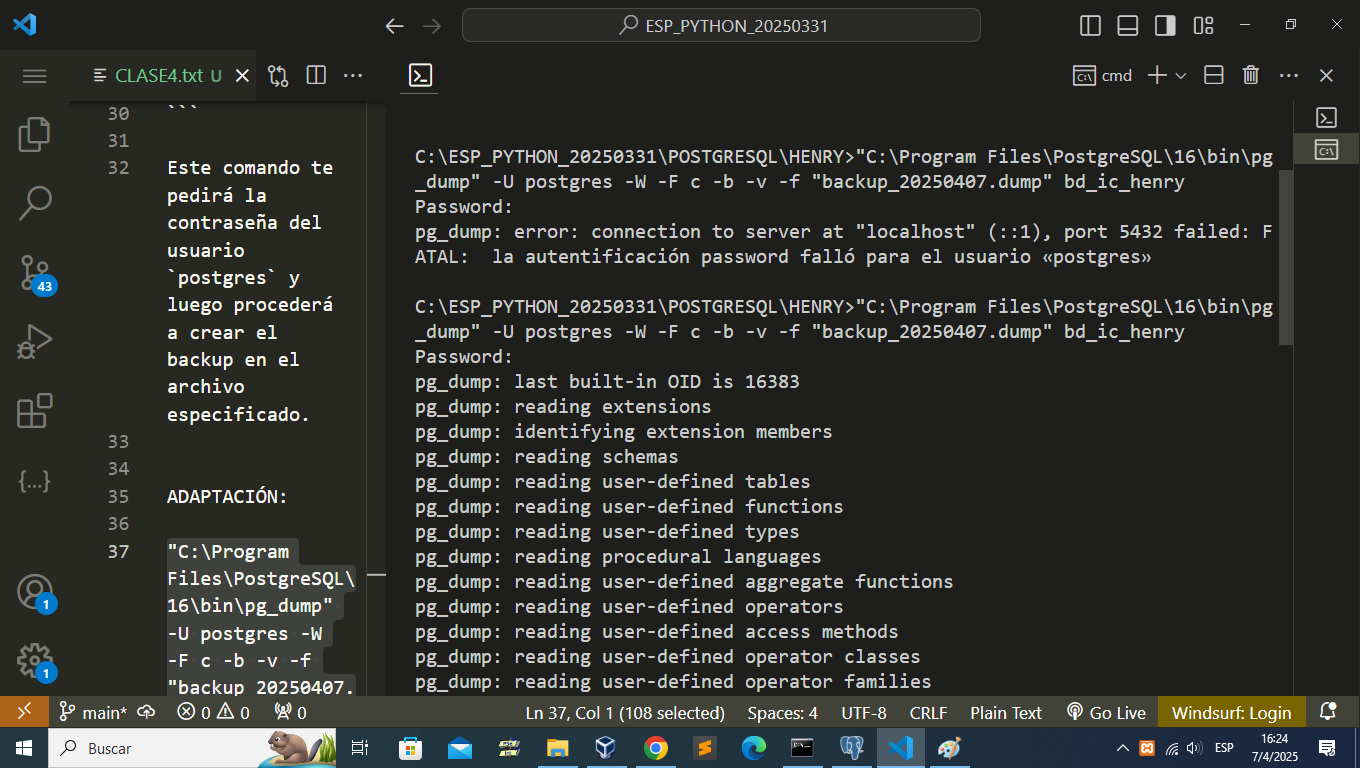 ESP_PYTHON_20250331
CLASE4.txt U
cmd
30 ```
31
32 Este comando te
pedirá la
contraseña del
usuario
`postgres` y
luego procederá
a crear el
backup en el
archivo
especificado.
33
34
35 ADAPTACIÓN:
36
37 "C:\Program
Files\PostgreSQL\
16\bin\pg_dump"
-U postgres -W
-F c -b -v -f
"backup_20250407.
C:\ESP_PYTHON_20250331\POSTGRESQL\HENRY>"C:\Program Files\PostgreSQL\16\bin\pg
_dump" -U postgres -W -F c -b -v -f "backup_20250407.dump" bd_ic_henry
Password:
pg_dump: error: connection to server at "localhost" (::1), port 5432 failed: F
ATAL:  la autentificación password falló para el usuario «postgres»
C:\ESP_PYTHON_20250331\POSTGRESQL\HENRY>"C:\Program Files\PostgreSQL\16\bin\pg
_dump" -U postgres -W -F c -b -v -f "backup_20250407.dump" bd_ic_henry
Password:
pg_dump: last built-in OID is 16383
pg_dump: reading extensions
pg_dump: identifying extension members
pg_dump: reading schemas
pg_dump: reading user-defined tables
pg_dump: reading user-defined functions
pg_dump: reading user-defined types
pg_dump: reading procedural languages
pg_dump: reading user-defined aggregate functions
pg_dump: reading user-defined operators
pg_dump: reading user-defined access methods
pg_dump: reading user-defined operator classes
pg_dump: reading user-defined operator families
43
1
1
main* 0 0 0 Ln 37, Col 1 (108 selected) Spaces: 4 UTF-8 CRLF Plain Text Go Live Windsurf: Login
Buscar
ESP
16:24
7/4/2025